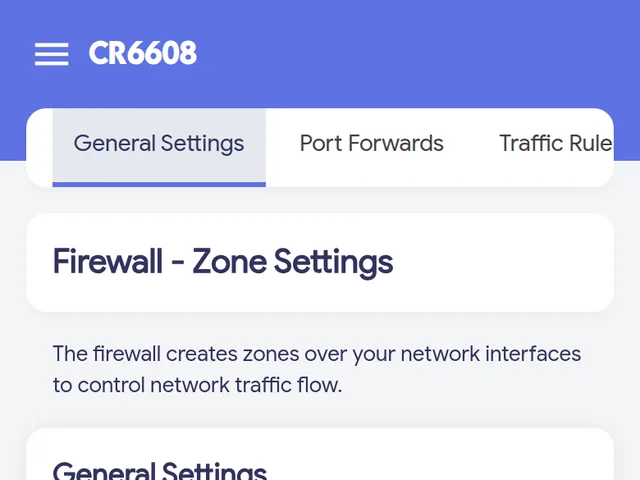 CR6608
General Settings Port Forwards Traffic Rule
Firewall - Zone Settings
The firewall creates zones over your network interfaces
to control network traffic flow.
General Settings